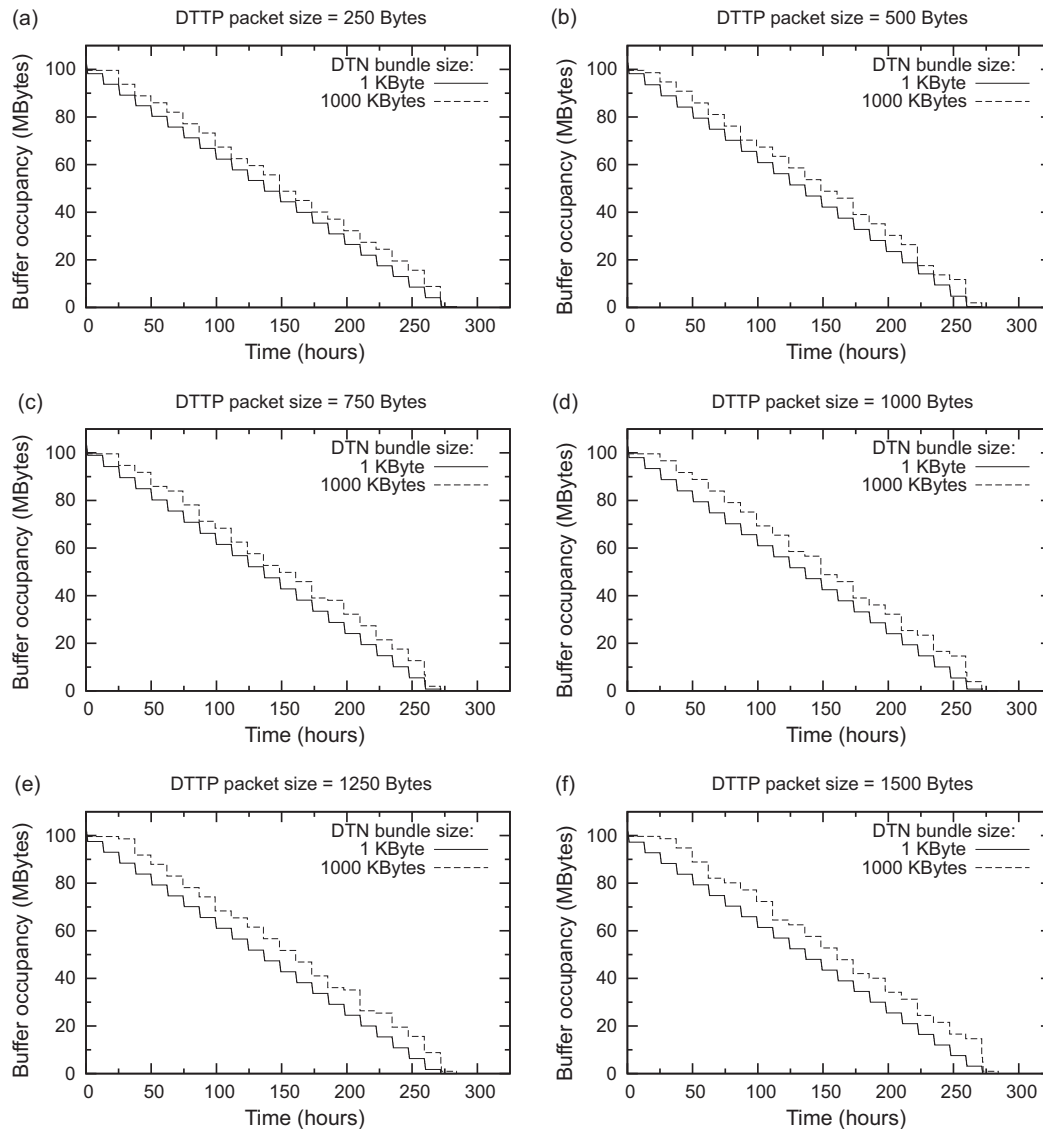 (a)
DTTP packet size = 250 Bytes
DTN bundle size:
1 KByte
1000 KBytes
Buffer occupancy (MBytes)
100
80
60
40
20
0
0 50 100 150 200 250 300
Time (hours)
(b)
DTTP packet size = 500 Bytes
DTN bundle size:
1 KByte
1000 KBytes
Buffer occupancy (MBytes)
100
80
60
40
20
0
0 50 100 150 200 250 300
Time (hours)
(c)
DTTP packet size = 750 Bytes
DTN bundle size:
1 KByte
1000 KBytes
Buffer occupancy (MBytes)
100
80
60
40
20
0
0 50 100 150 200 250 300
Time (hours)
(d)
DTTP packet size = 1000 Bytes
DTN bundle size:
1 KByte
1000 KBytes
Buffer occupancy (MBytes)
100
80
60
40
20
0
0 50 100 150 200 250 300
Time (hours)
(e)
DTTP packet size = 1250 Bytes
DTN bundle size:
1 KByte
1000 KBytes
Buffer occupancy (MBytes)
100
80
60
40
20
0
0 50 100 150 200 250 300
Time (hours)
(f)
DTTP packet size = 1500 Bytes
DTN bundle size:
1 KByte
1000 KBytes
Buffer occupancy (MBytes)
100
80
60
40
20
0
0 50 100 150 200 250 300
Time (hours)